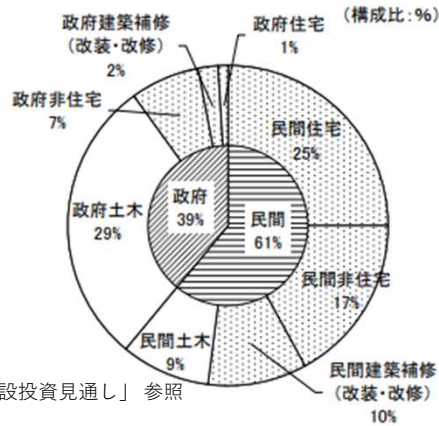 (構成比:%)
政府建築補修
(改装・改修)
2%
政府住宅
1%
政府非住宅
7%
民間住宅
25%
政府土木
29%
政府
39%
民間
61%
民間非住宅
17%
民間土木
9%
民間建築補修
(改装・改修)
10%
設投資見通し」 参照